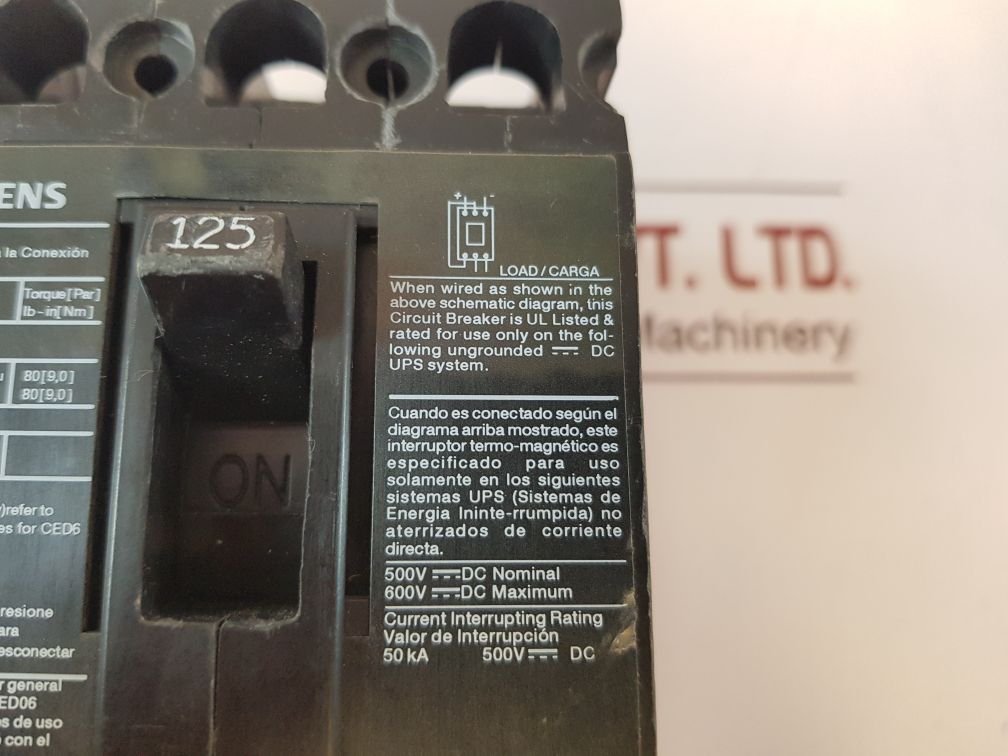 ENS
a la Conexión
Torque[Par]
lb-in[Nm]
80[9,0]
80[9,0]
)refer to
es for CED6
resione
ara
esconectar
r general
ED06
es de uso
con el
125
ON
+ -
LOAD/CARGA
When wired as shown in the
above schematic diagram, this
Circuit Breaker is UL Listed &
rated for use only on the fol-
lowing ungrounded ⎓ DC
UPS system.
Cuando es conectado según el
diagrama arriba mostrado, este
interruptor termo-magnético es
especificado para uso
solamente en los siguientes
sistemas UPS (Sistemas de
Energia Ininte-rrumpida) no
aterrizados de corriente
directa.
500V ⎓DC Nominal
600V ⎓DC Maximum
Current Interrupting Rating
Valor de Interrupción
50 kA 500V ⎓ DC
T. LTD.
Machinery